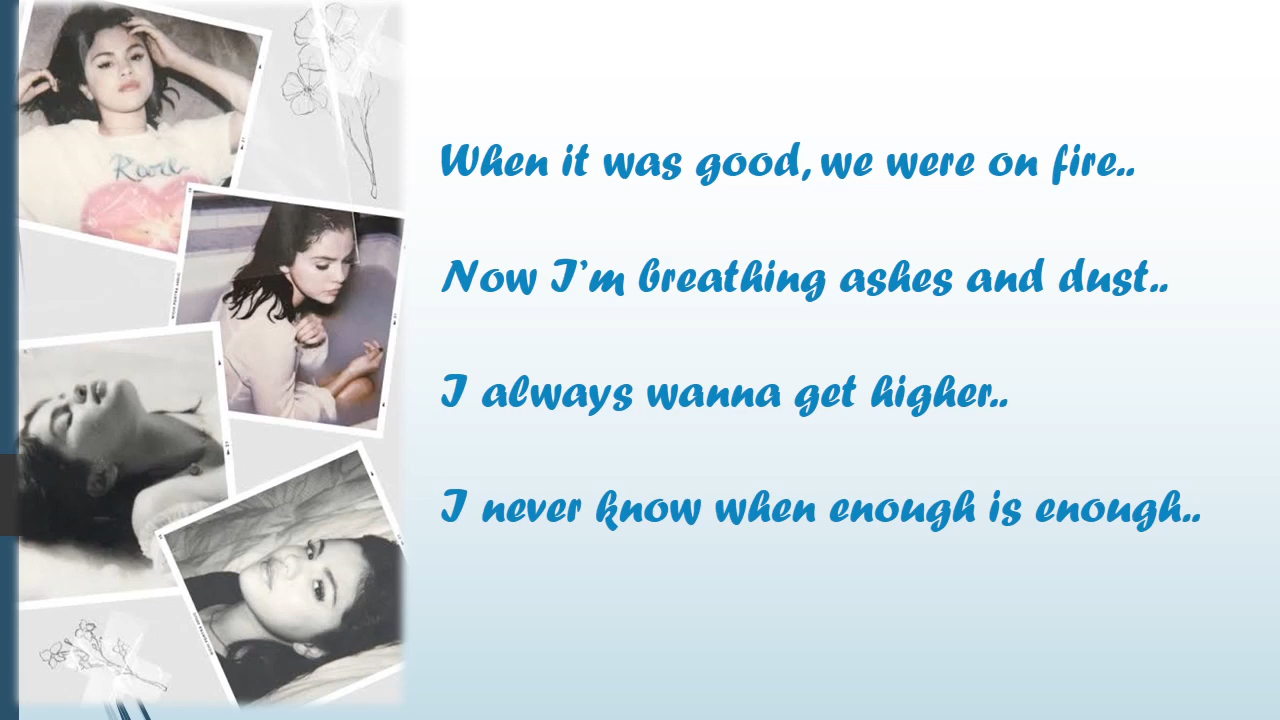 Rare
When it was good, we were on fire..
Now I'm breathing ashes and dust..
I always wanna get higher..
I never know when enough is enough..